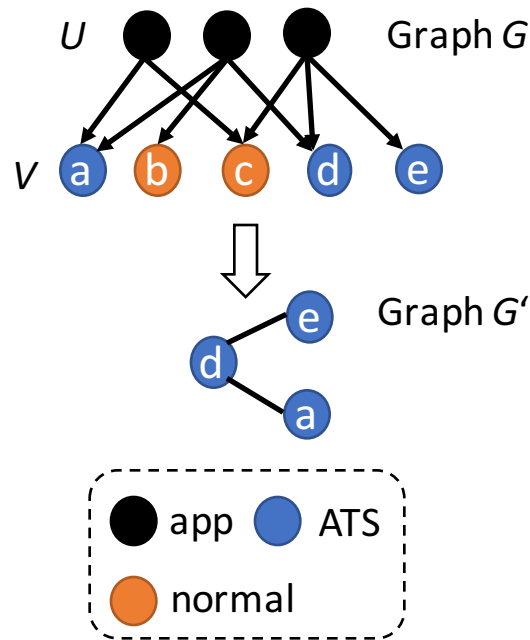 U Graph G
V a b c d e
e Graph G‘
d
a
app ATS
normal